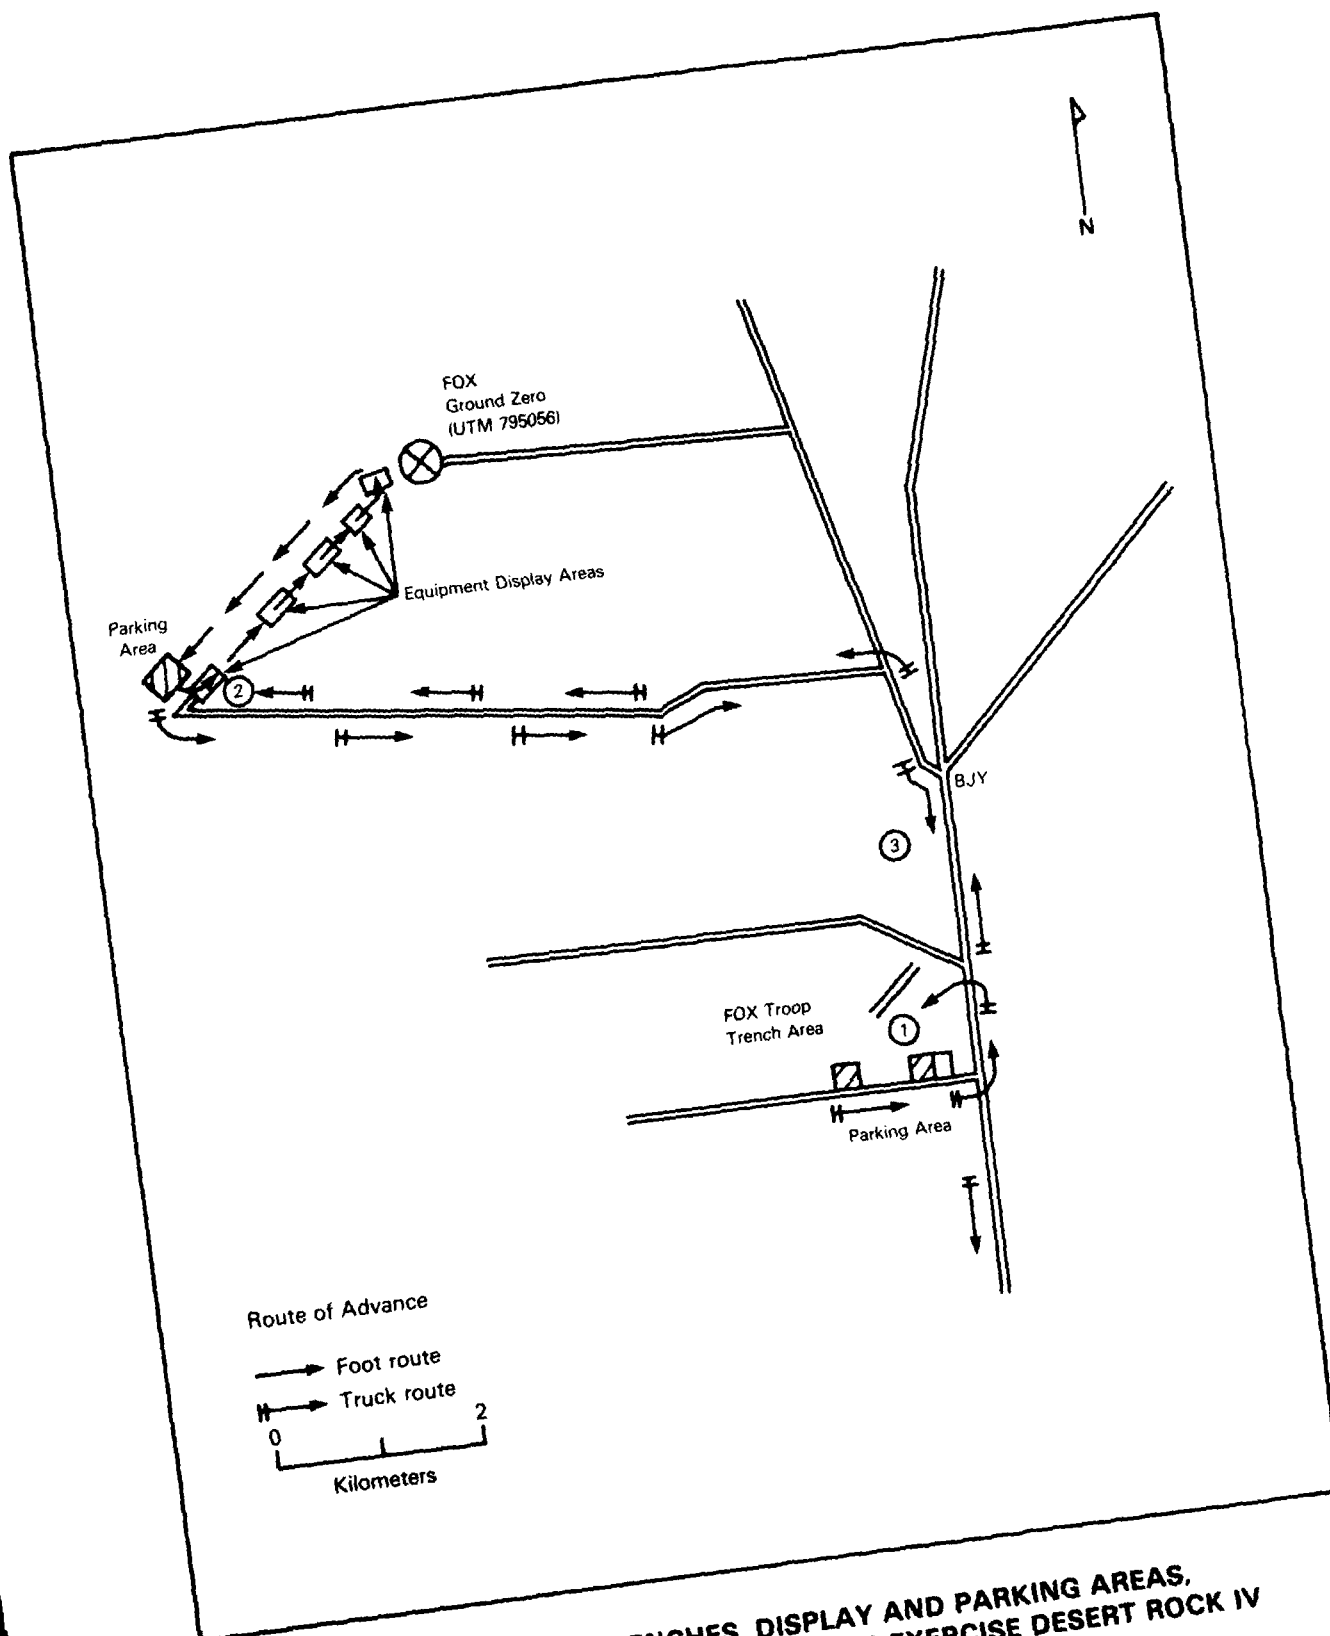 N
FOX
Ground Zero
(UTM 795056)
Equipment Display Areas
Parking
Area
2
BJY
3
FOX Troop
Trench Area
1
Parking Area
Route of Advance
Foot route
Truck route
0 2
Kilometers
DISPLAY AND PARKING AREAS,
EXERCISE DESERT ROCK IV